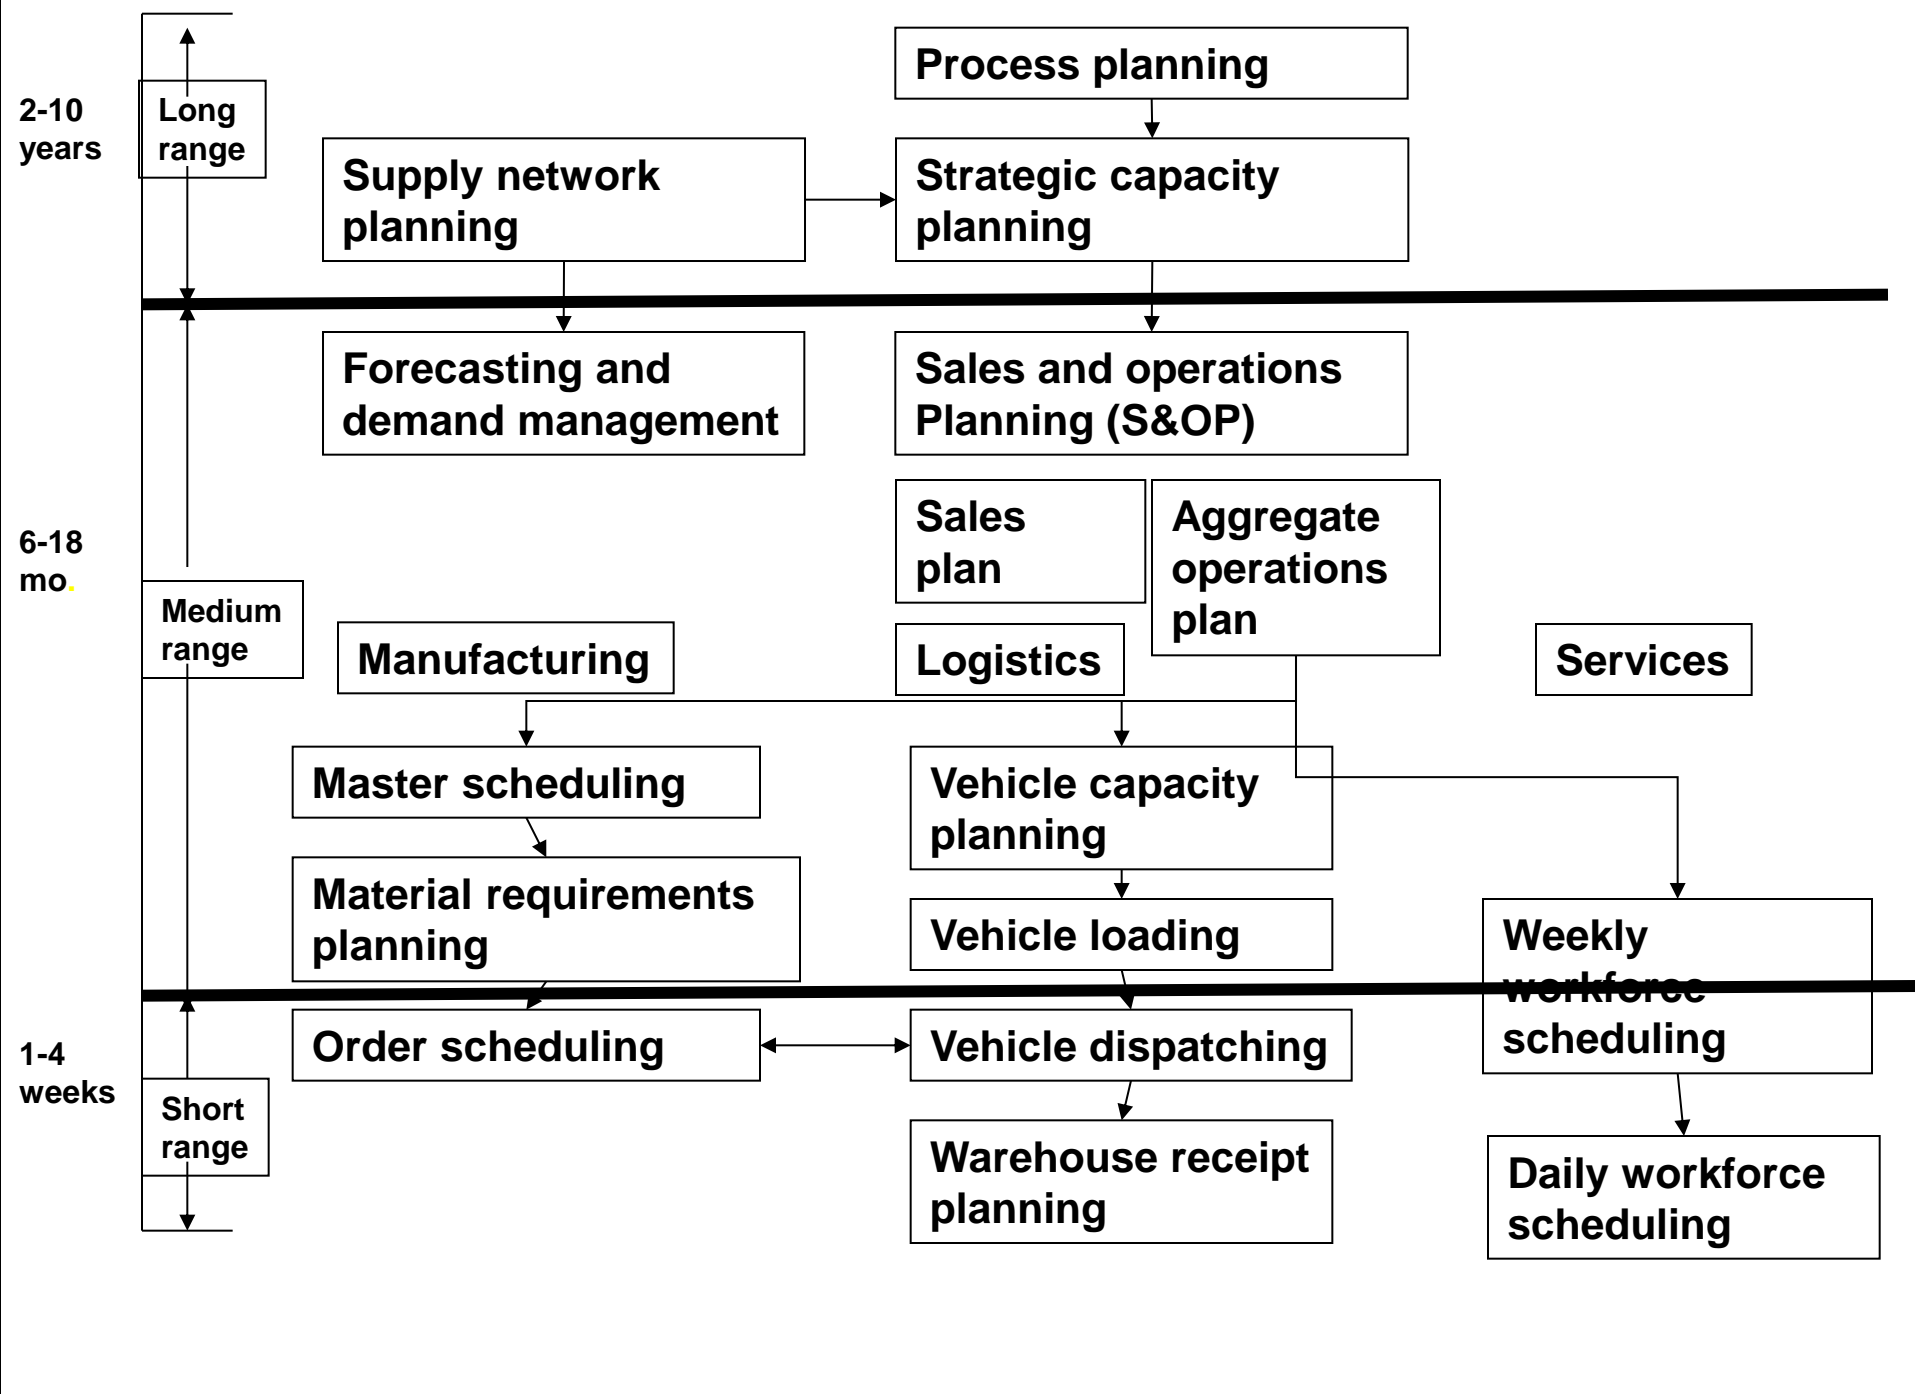 Process planning
2-10
years
Long
range
Supply network
planning
Strategic capacity
planning
Forecasting and
demand management
Sales and operations
Planning (S&OP)
Sales
plan
Aggregate
operations
plan
6-18
mo.
Medium
range
Manufacturing
Logistics
Services
Master scheduling
Vehicle capacity
planning
Material requirements
planning
Vehicle loading
Weekly
workforce
scheduling
Order scheduling
Vehicle dispatching
1-4
weeks
Short
range
Warehouse receipt
planning
Daily workforce
scheduling